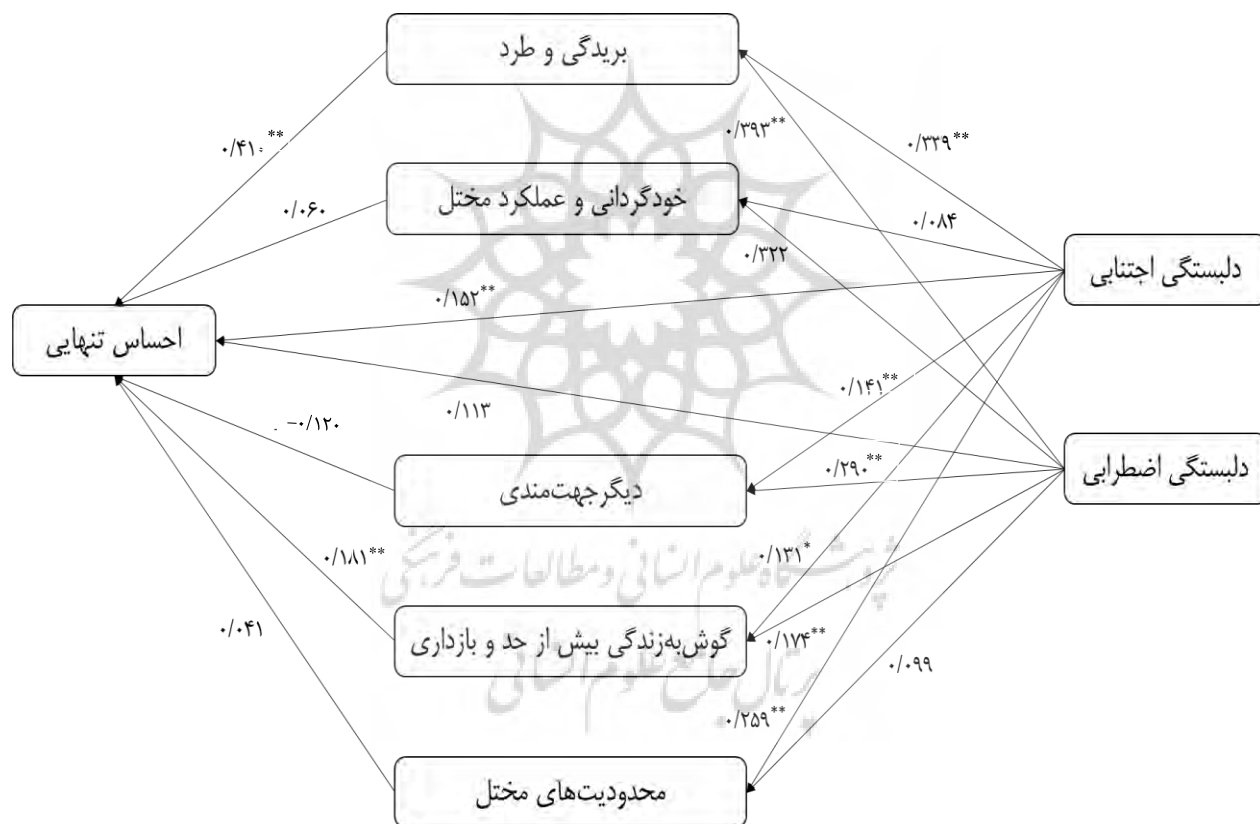 بریدگی و طرد
۰/۳۹۳**
۰/۳۳۹**
۰/۴۱۰**
خودگردانی و عملکرد مختل
۰/۰۶۰
۰/۰۸۴
۰/۳۲۲
دلبستگی اجتنابی
۰/۱۵۲**
احساس تنهایی
۰/۱۴۱**
۰/۱۱۳
-۰/۱۲۰
دلبستگی اضطرابی
۰/۲۹۰**
دیگرجهت‌مندی
۰/۱۸۱**
۰/۱۳۱*
پژوهشگاه علوم انسانی و مطالعات فرهنگی
۰/۰۴۱
گوش‌به‌زندگی بیش از حد و بازداری
۰/۱۷۴**
۰/۰۹۹
پرتال جامع علوم انسانی
۰/۲۵۹**
محدودیت‌های مختل